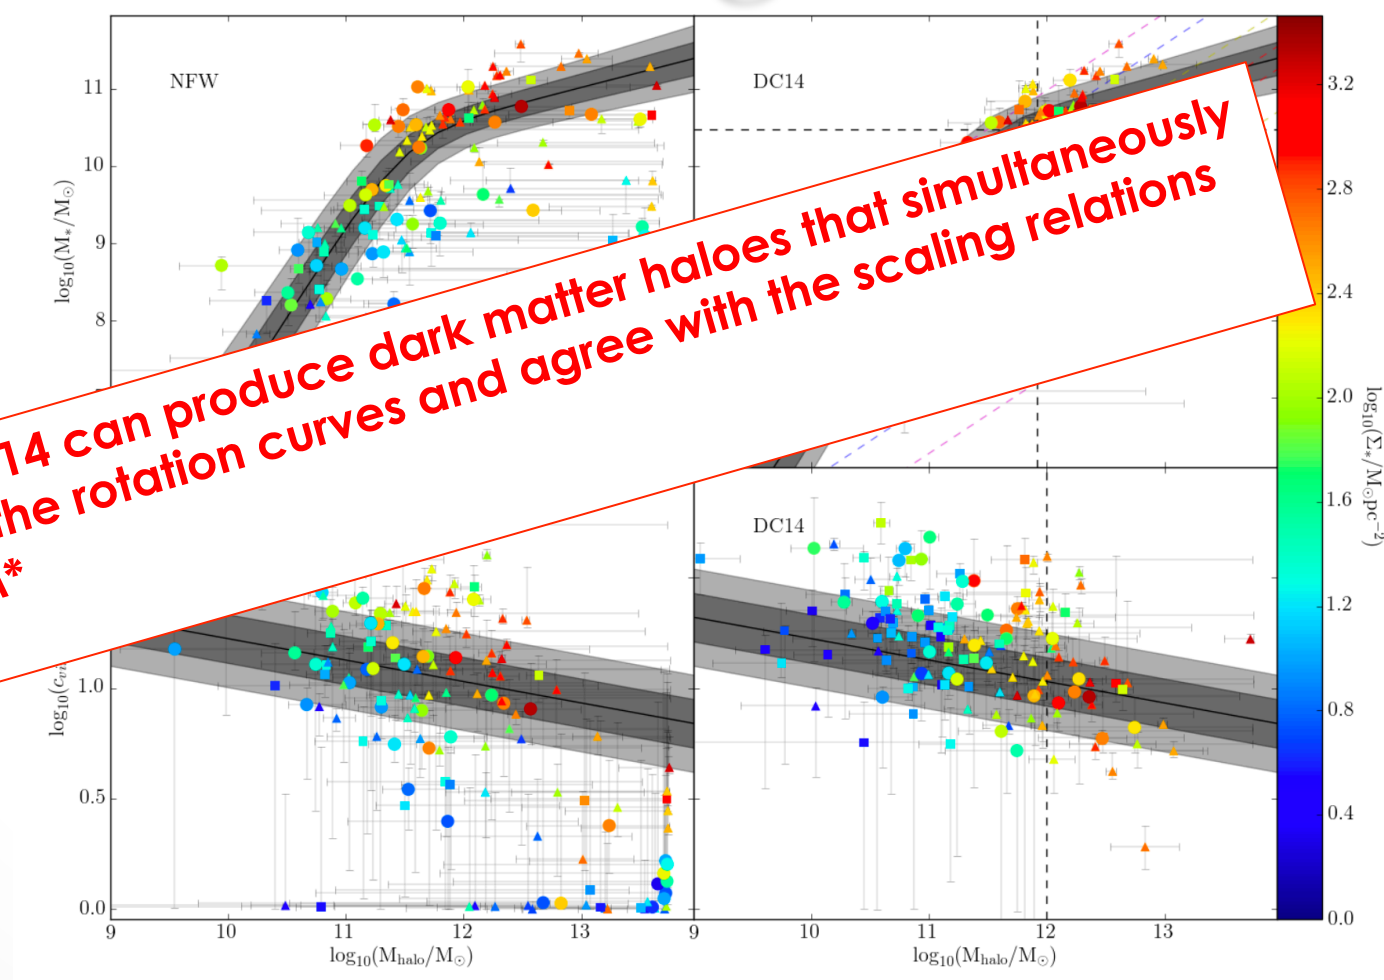 NFW
DC14
11
10
9
8
log10(M*/M⊙)
14 can produce dark matter haloes that simultaneously
the rotation curves and agree with the scaling relations
*
DC14
1.0
0.5
0.0
log10(c
9 10 11 12 13 9 10 11 12 13
log10(Mhalo/M⊙) log10(Mhalo/M⊙)
3.2
2.8
2.4
2.0
1.6
1.2
0.8
0.4
0.0
log10(Σ*/M⊙pc−2)